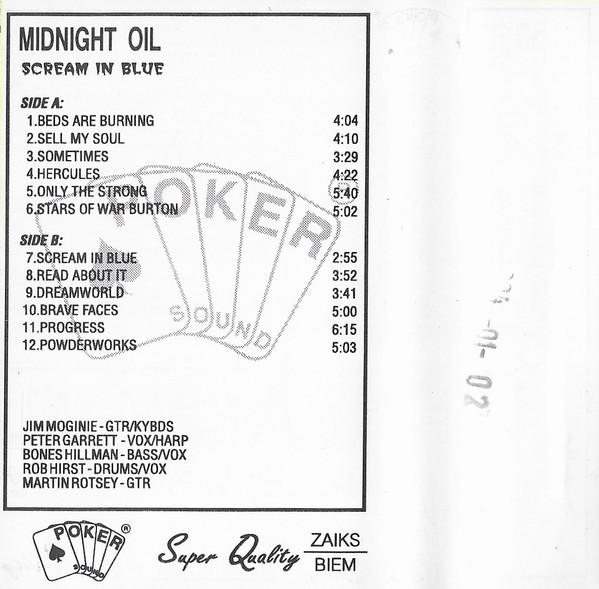 MIDNIGHT OIL
SCREAM IN BLUE
SIDE A:
1.BEDS ARE BURNING 4:04
2.SELL MY SOUL 4:10
3.SOMETIMES 3:29
4.HERCULES 4:22
5.ONLY THE STRONG 5:40
6.STARS OF WAR BURTON 5:02
POKER®
SIDE B:
7.SCREAM IN BLUE 2:55
8.READ ABOUT IT 3:52
9.DREAMWORLD 3:41
10.BRAVE FACES 5:00
11.PROGRESS 6:15
12.POWDERWORKS 5:03
SOUND
JIM MOGINIE - GTR/KYBDS
PETER GARRETT - VOX/HARP
BONES HILLMAN - BASS/VOX
ROB HIRST - DRUMS/VOX
MARTIN ROTSEY - GTR
POKER®
SOUND
Super Quality
ZAIKS
BIEM
-01-02